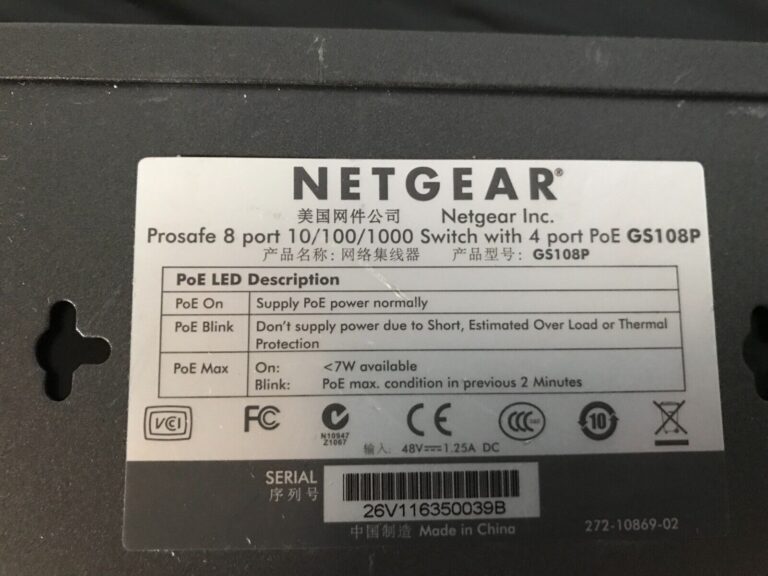 NETGEAR®
美国网件公司 Netgear Inc.
Prosafe 8 port 10/100/1000 Switch with 4 port PoE GS108P
产品名称: 网络集线器 产品型号: GS108P
PoE LED Description
PoE On Supply PoE power normally
PoE Blink Don't supply power due to Short, Estimated Over Load or Thermal
Protection
PoE Max On: <7W available
Blink: PoE max. condition in previous 2 Minutes
VCI FC CE CCC 10
N10947
Z1067
输入: 48V⎓1.25A DC
SERIAL
序列号
26V116350039B
中国制造 Made in China 272-10869-02